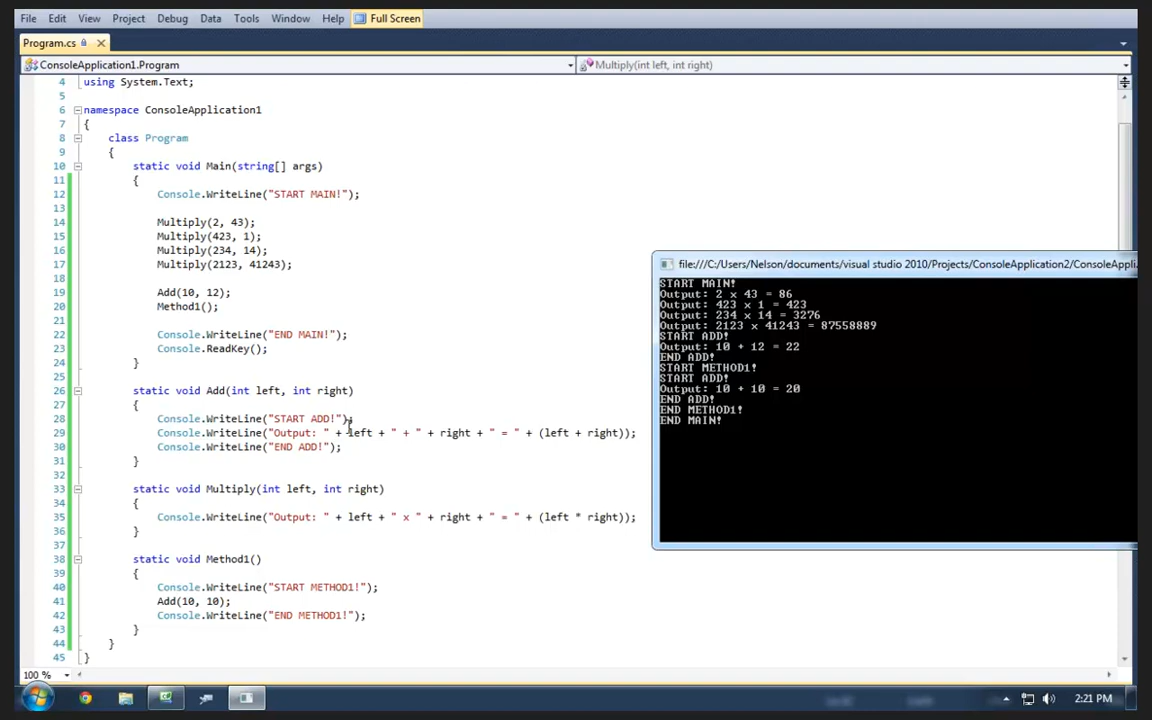 File Edit View Project Debug Data Tools Window Help Full Screen
Program.cs
ConsoleApplication1.Program Multiply(int left, int right)
4 using System.Text;
5
6 namespace ConsoleApplication1
7 {
8 class Program
9 {
10 static void Main(string[] args)
11 {
12 Console.WriteLine("START MAIN!");
13
14 Multiply(2, 43);
15 Multiply(423, 1);
16 Multiply(234, 14);
17 Multiply(2123, 41243);
18
19 Add(10, 12);
20 Method1();
21
22 Console.WriteLine("END MAIN!");
23 Console.ReadKey();
24 }
25
26 static void Add(int left, int right)
27 {
28 Console.WriteLine("START ADD!");
29 Console.WriteLine("Output: " + left + " + " + right + " = " + (left + right));
30 Console.WriteLine("END ADD!");
31 }
32
33 static void Multiply(int left, int right)
34 {
35 Console.WriteLine("Output: " + left + " x " + right + " = " + (left * right));
36 }
37
38 static void Method1()
39 {
40 Console.WriteLine("START METHOD1!");
41 Add(10, 10);
42 Console.WriteLine("END METHOD1!");
43 }
44 }
45 }
100 %
file:///C:/Users/Nelson/documents/visual studio 2010/Projects/ConsoleApplication2/ConsoleAppli
START MAIN!
Output: 2 x 43 = 86
Output: 423 x 1 = 423
Output: 234 x 14 = 3276
Output: 2123 x 41243 = 87558889
START ADD!
Output: 10 + 12 = 22
END ADD!
START METHOD1!
START ADD!
Output: 10 + 10 = 20
END ADD!
END METHOD1!
END MAIN!
2:21 PM